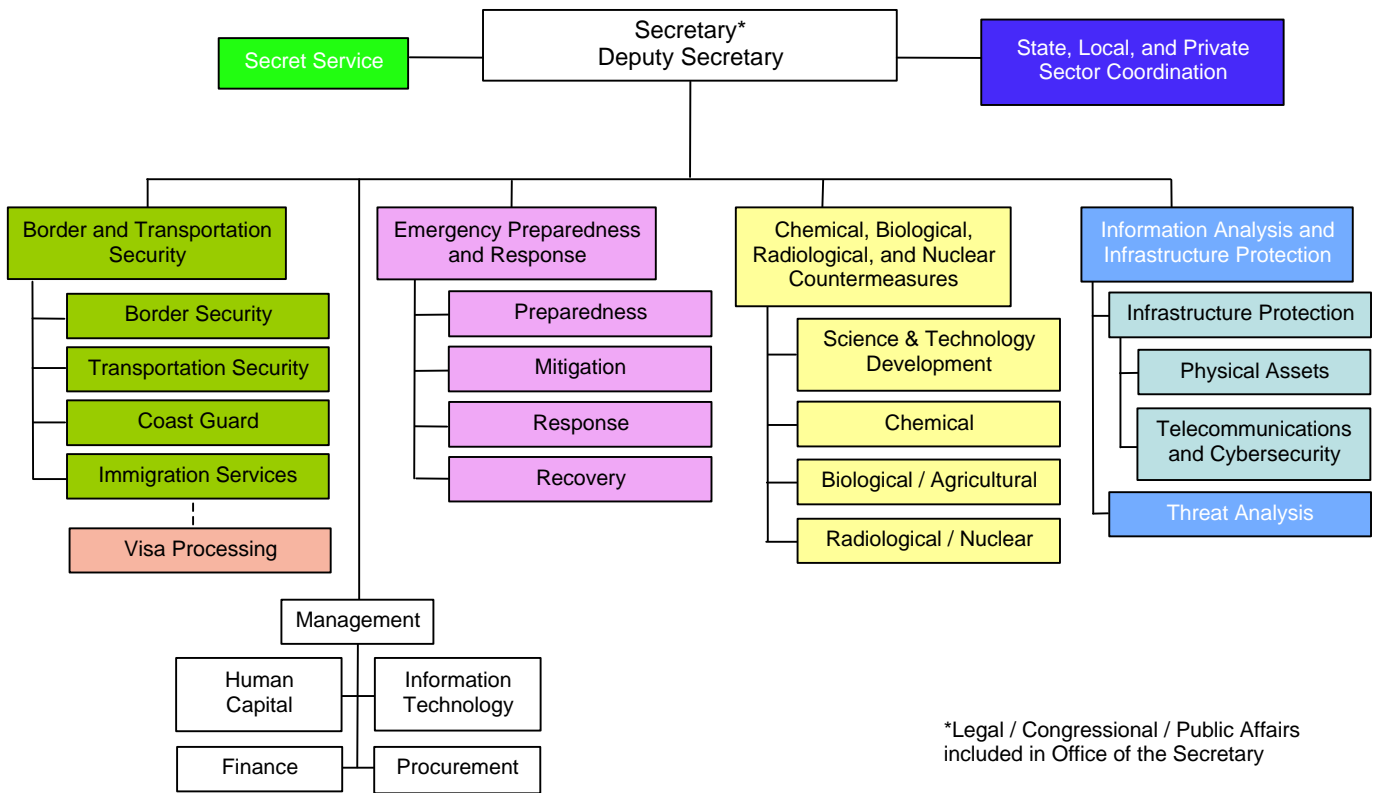 Secretary*
Deputy Secretary
Secret Service
State, Local, and Private
Sector Coordination
Border and Transportation
Security
Border Security
Transportation Security
Coast Guard
Immigration Services
Visa Processing
Emergency Preparedness
and Response
Preparedness
Mitigation
Response
Recovery
Chemical, Biological,
Radiological, and Nuclear
Countermeasures
Science & Technology
Development
Chemical
Biological / Agricultural
Radiological / Nuclear
Information Analysis and
Infrastructure Protection
Infrastructure Protection
Physical Assets
Telecommunications
and Cybersecurity
Threat Analysis
Management
Human
Capital
Information
Technology
Finance
Procurement
*Legal / Congressional / Public Affairs
included in Office of the Secretary